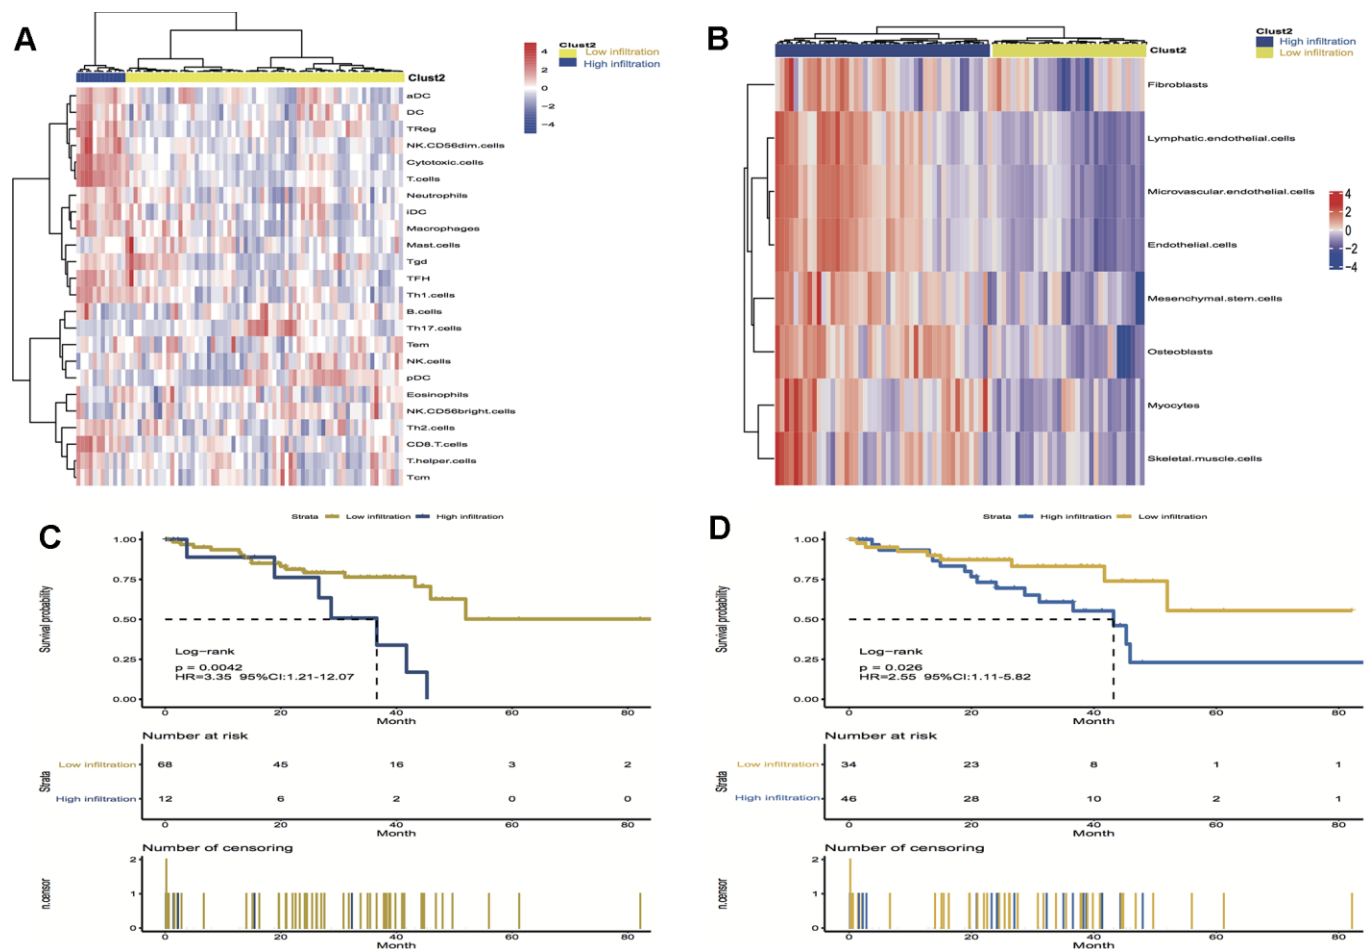 A
Clust2
Low infiltration
High infiltration
4
2
0
−2
−4
Clust2
aDC
DC
TReg
NK.CD56dim.cells
Cytotoxic.cells
T.cells
Neutrophils
iDC
Macrophages
Mast.cells
Tgd
TFH
Th1.cells
B.cells
Th17.cells
Tem
NK.cells
pDC
Eosinophils
NK.CD56bright.cells
Th2.cells
CD8.T.cells
T.helper.cells
Tcm
B
Clust2
High infiltration
Low infiltration
Clust2
Fibroblasts
Lymphatic.endothelial.cells
Microvascular.endothelial.cells
Endothelial.cells
Mesenchymal.stem.cells
Osteoblasts
Myocytes
Skeletal.muscle.cells
4
2
0
−2
−4
C
Strata Low infiltration High infiltration
Survival probability
1.00
0.75
0.50
0.25
0.00
Log−rank
p = 0.0042
HR=3.35 95%CI:1.21-12.07
0 20 40 60 80
Month
Number at risk
Strata
Low infiltration 68 45 16 3 2
High infiltration 12 6 2 0 0
0 20 40 60 80
Month
Number of censoring
n.censor
2
1
0
0 20 40 60 80
Month
D
Strata High infiltration Low infiltration
Survival probability
1.00
0.75
0.50
0.25
0.00
Log−rank
p = 0.026
HR=2.55 95%CI:1.11-5.82
0 20 40 60 80
Month
Number at risk
Strata
Low infiltration 34 23 8 1 1
High infiltration 46 28 10 2 1
0 20 40 60 80
Month
Number of censoring
n.censor
2
1
0
0 20 40 60 80
Month